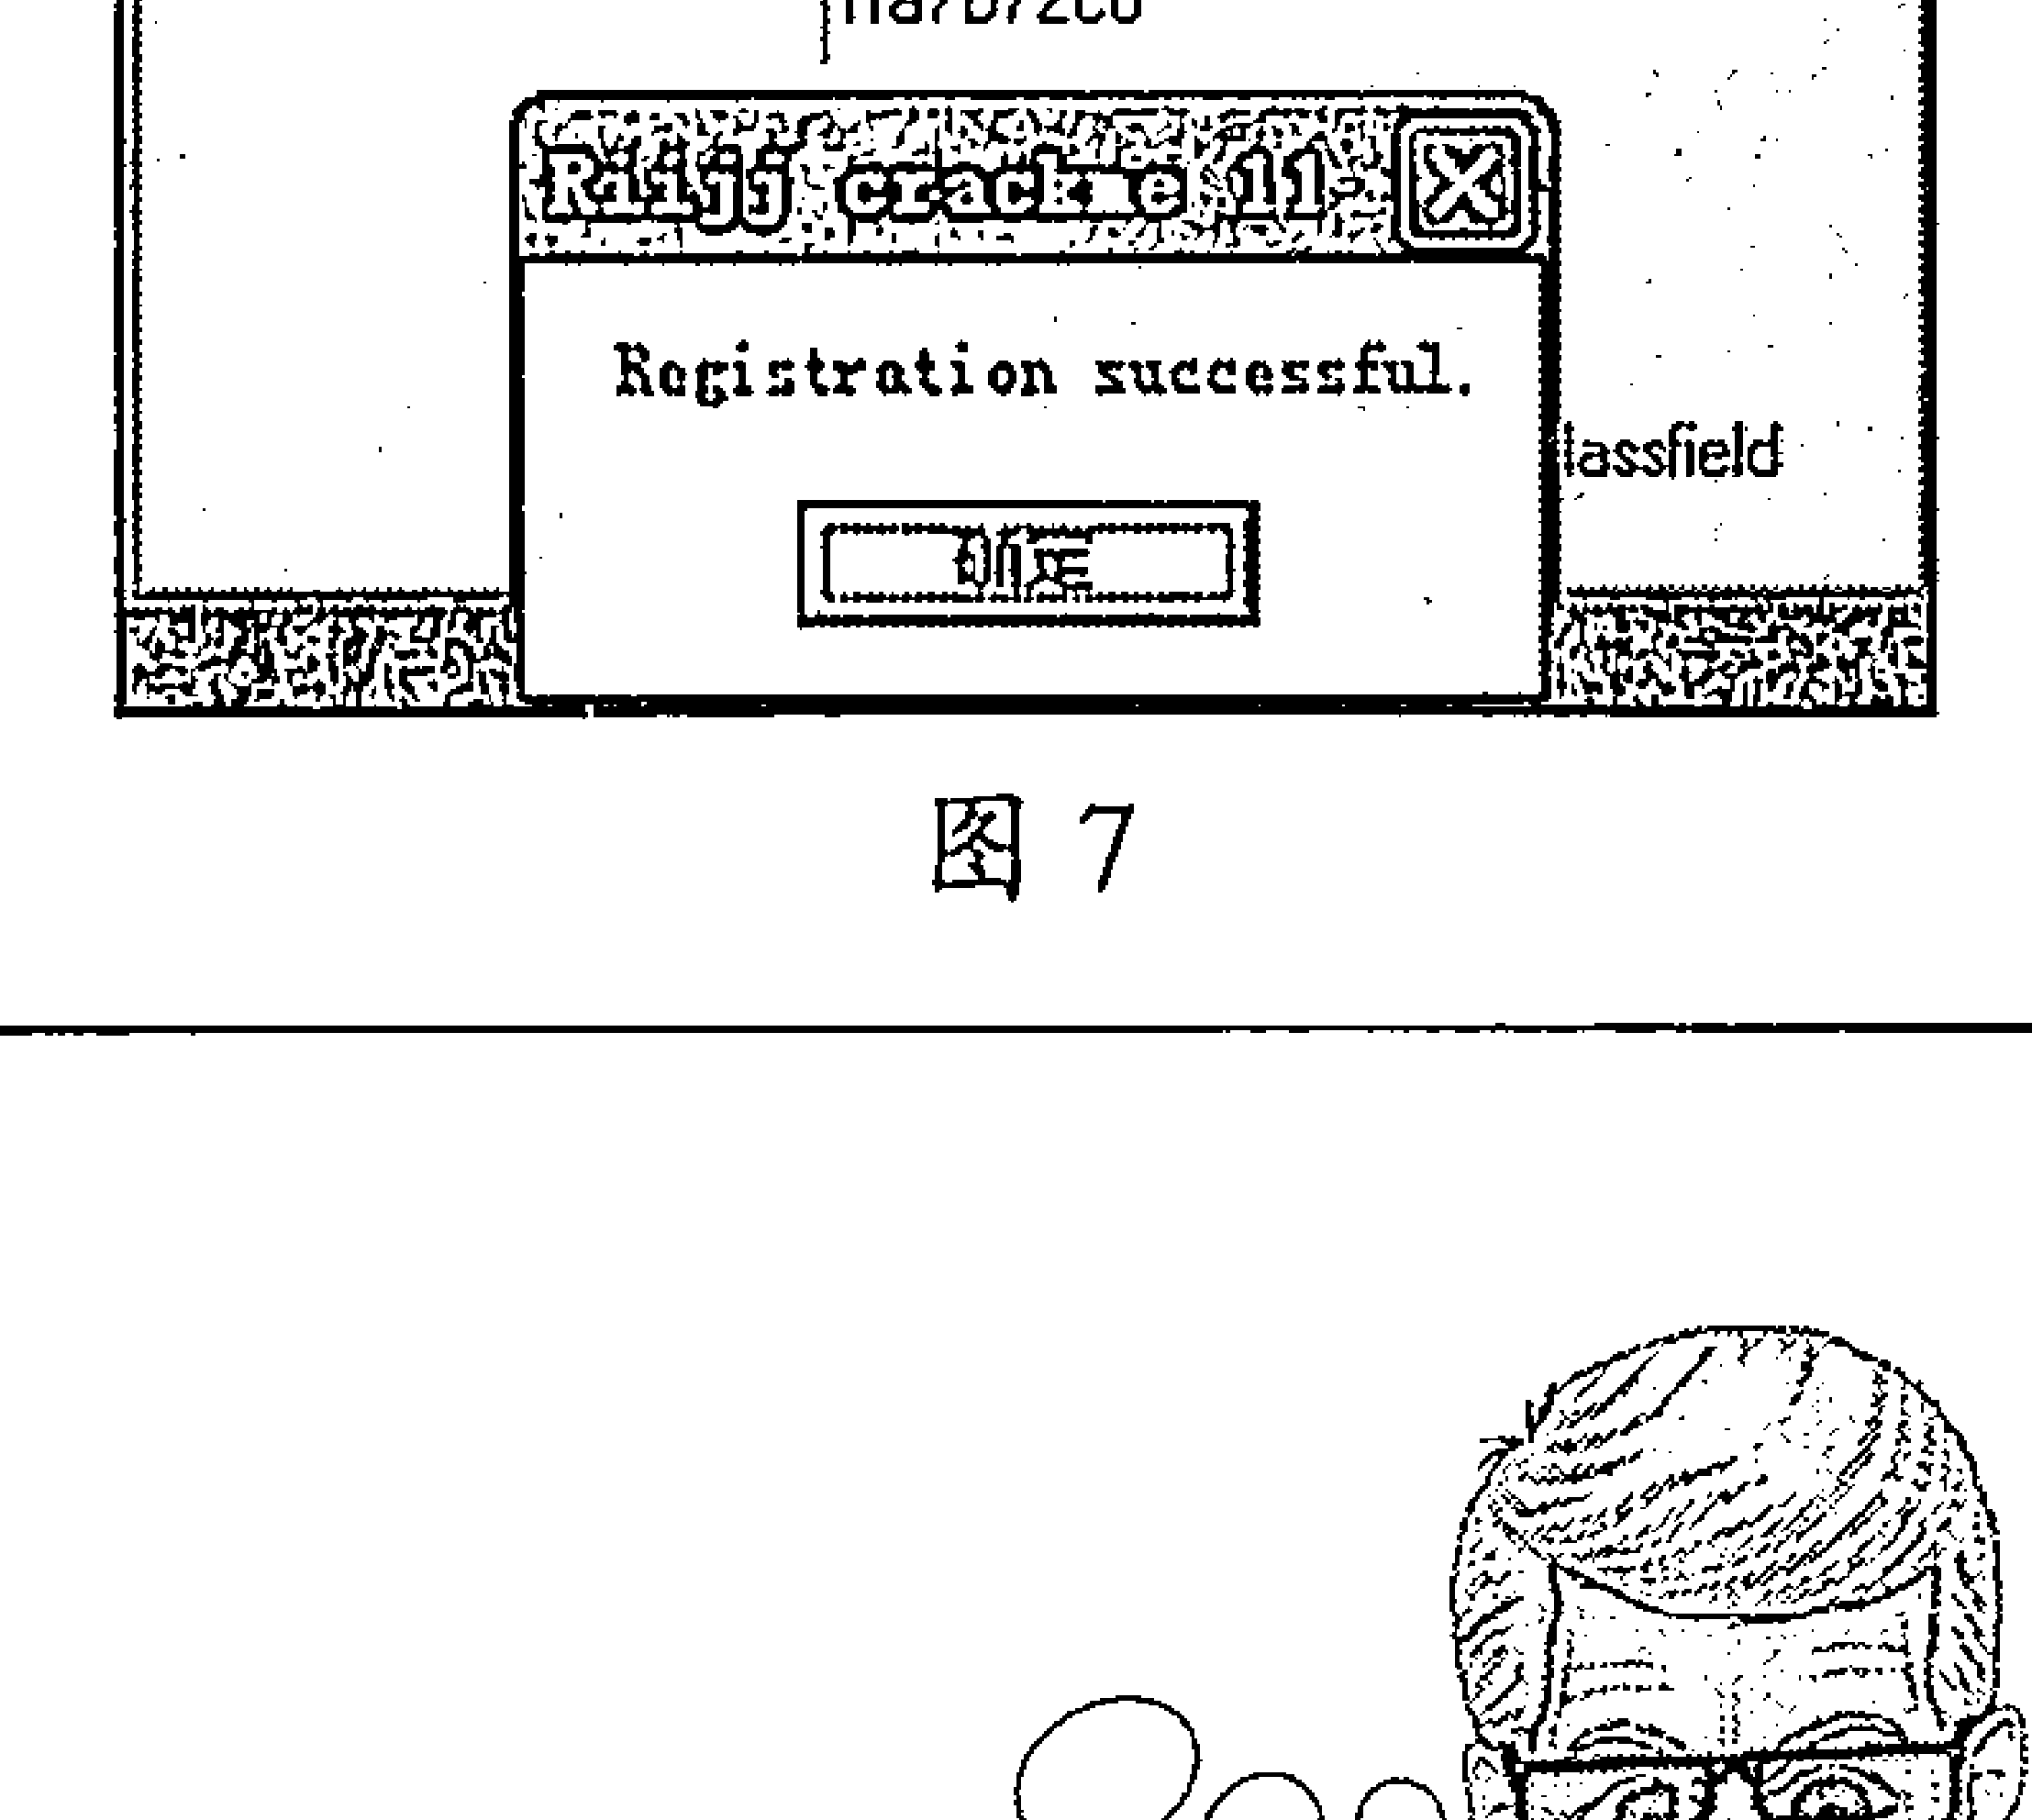 Riijj crackme 11
Registration successful.
lassfield
确定
图 7